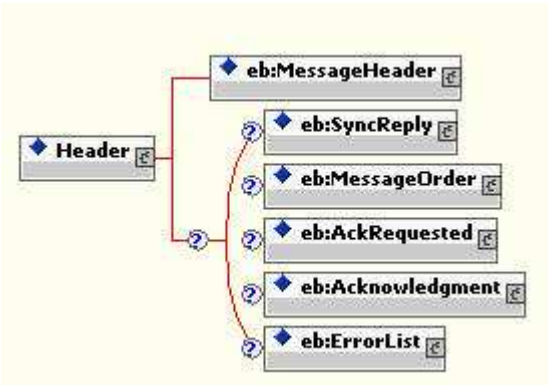 eb:MessageHeader
eb:SyncReply
Header
eb:MessageOrder
eb:AckRequested
eb:Acknowledgment
eb:ErrorList